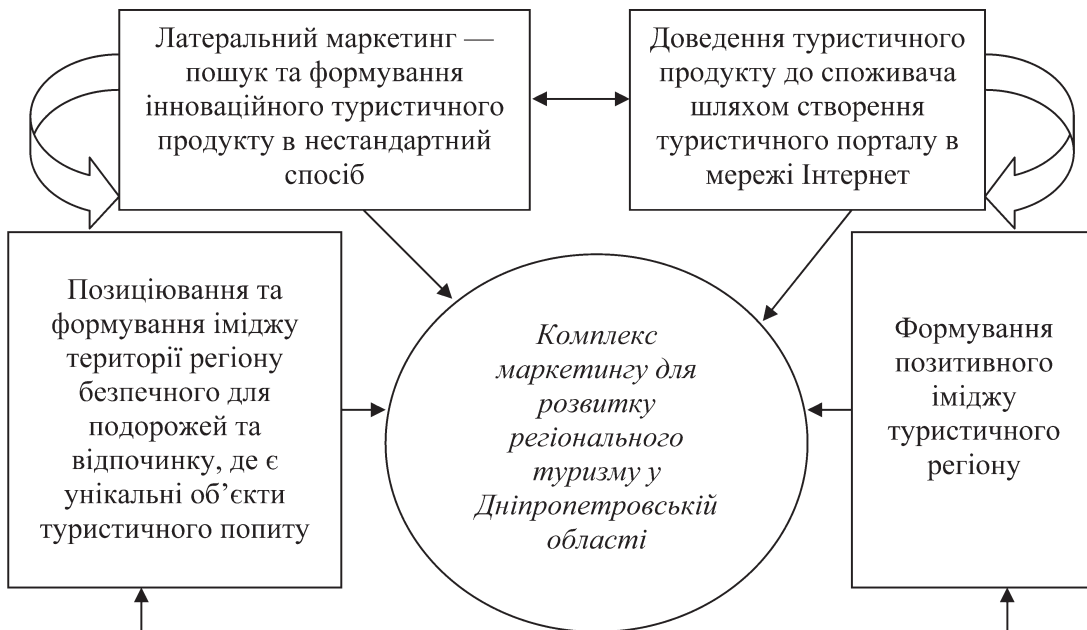 Латеральний маркетинг —
пошук та формування
інноваційного туристичного
продукту в нестандартний
спосіб
Доведення туристичного
продукту до споживача
шляхом створення
туристичного порталу в
мережі Інтернет
Позиціювання та
формування іміджу
території регіону
безпечного для
подорожей та
відпочинку, де є
унікальні об’єкти
туристичного попиту
Комплекс
маркетингу для
розвитку
регіонального
туризму у
Дніпропетровській
області
Формування
позитивного
іміджу
туристичного
регіону